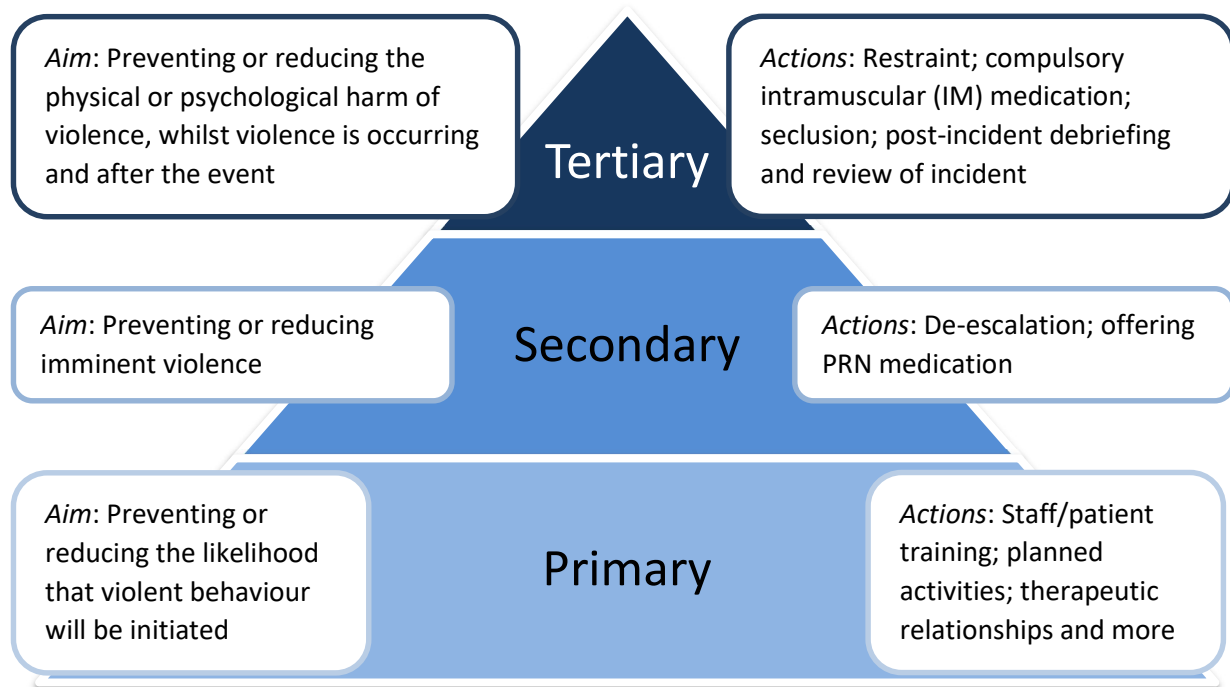 Aim: Preventing or reducing the
physical or psychological harm of
violence, whilst violence is occurring
and after the event
Tertiary
Actions: Restraint; compulsory
intramuscular (IM) medication;
seclusion; post-incident debriefing
and review of incident
Aim: Preventing or reducing
imminent violence
Secondary
Actions: De-escalation; offering
PRN medication
Aim: Preventing or
reducing the likelihood
that violent behaviour
will be initiated
Primary
Actions: Staff/patient
training; planned
activities; therapeutic
relationships and more